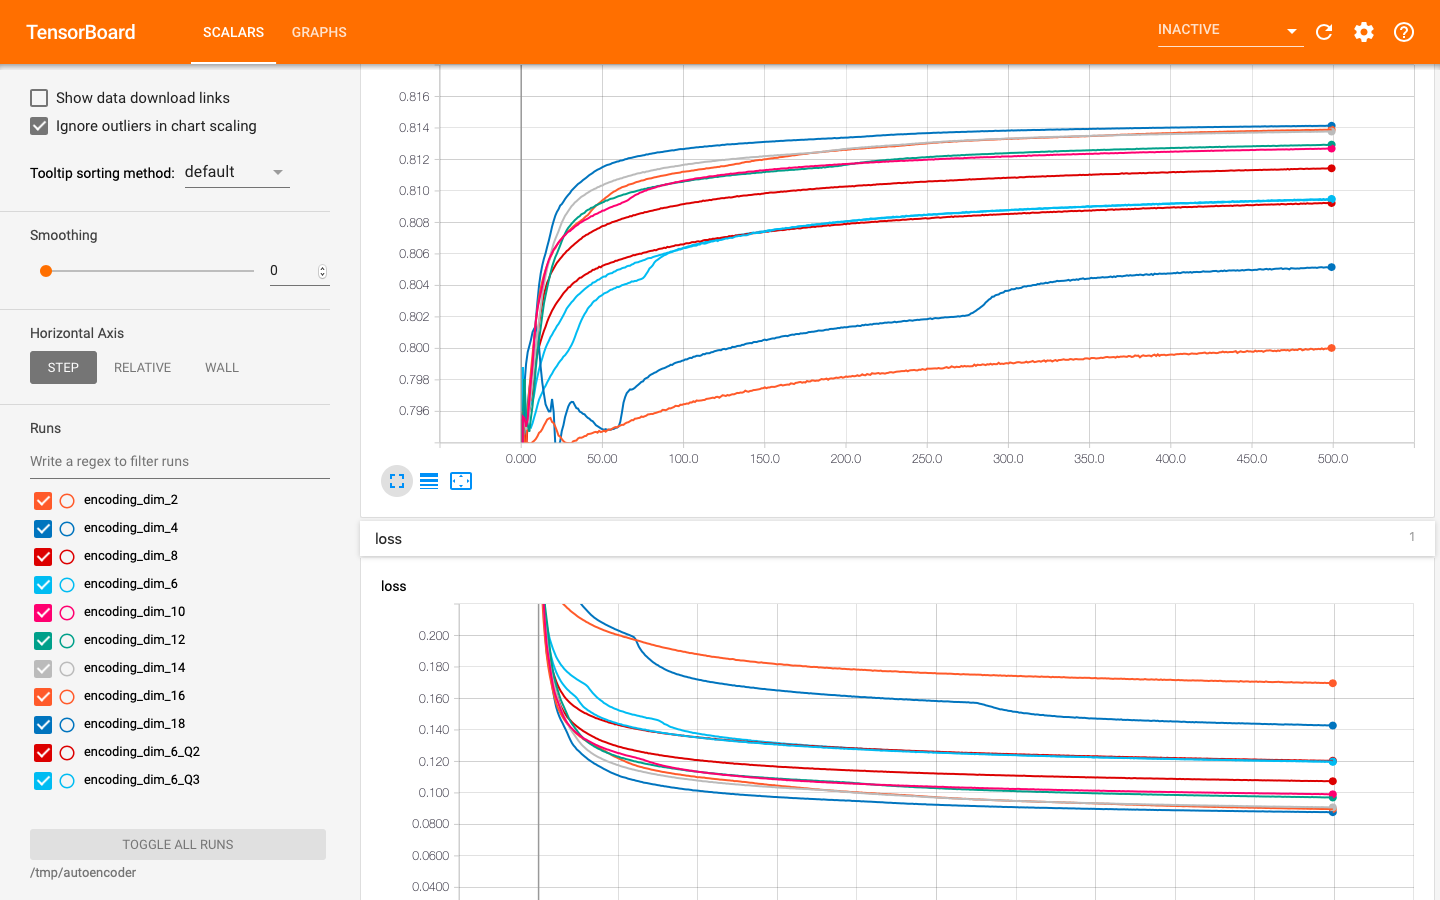 TensorBoard SCALARS GRAPHS INACTIVE
Show data download links
Ignore outliers in chart scaling
Tooltip sorting method: default
Smoothing
0
Horizontal Axis
STEP RELATIVE WALL
Runs
Write a regex to filter runs
encoding_dim_2
encoding_dim_4
encoding_dim_8
encoding_dim_6
encoding_dim_10
encoding_dim_12
encoding_dim_14
encoding_dim_16
encoding_dim_18
encoding_dim_6_Q2
encoding_dim_6_Q3
TOGGLE ALL RUNS
/tmp/autoencoder
0.816
0.814
0.812
0.810
0.808
0.806
0.804
0.802
0.800
0.798
0.796
0.000 50.00 100.0 150.0 200.0 250.0 300.0 350.0 400.0 450.0 500.0
loss 1
loss
0.200
0.180
0.160
0.140
0.120
0.100
0.0800
0.0600
0.0400